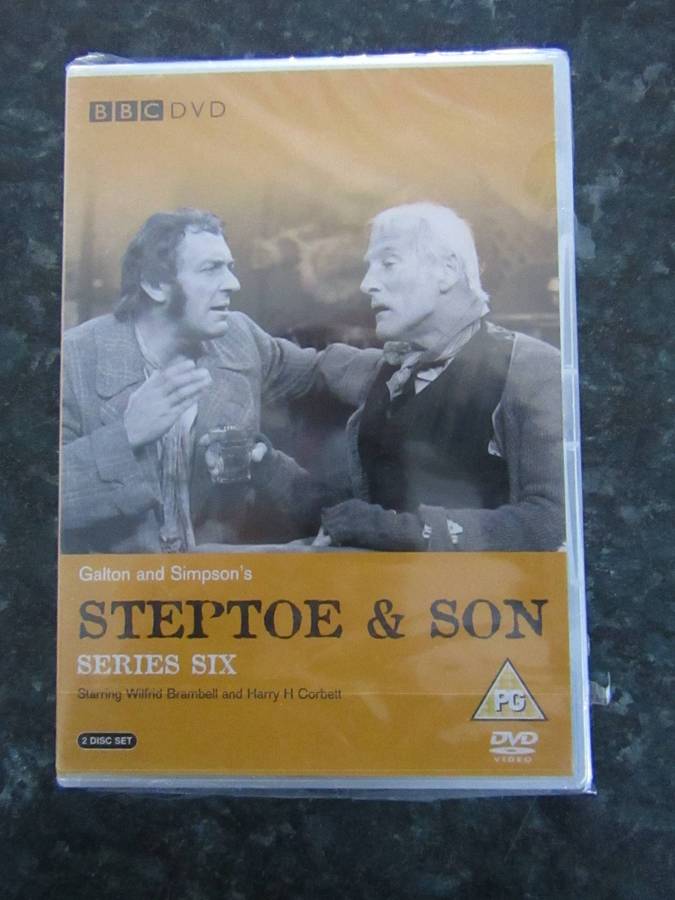 BBC DVD
Galton and Simpson's
STEPTOE & SON
SERIES SIX
Starring Wilfrid Brambell and Harry H Corbett
PG
2 DISC SET
DVD
VIDEO